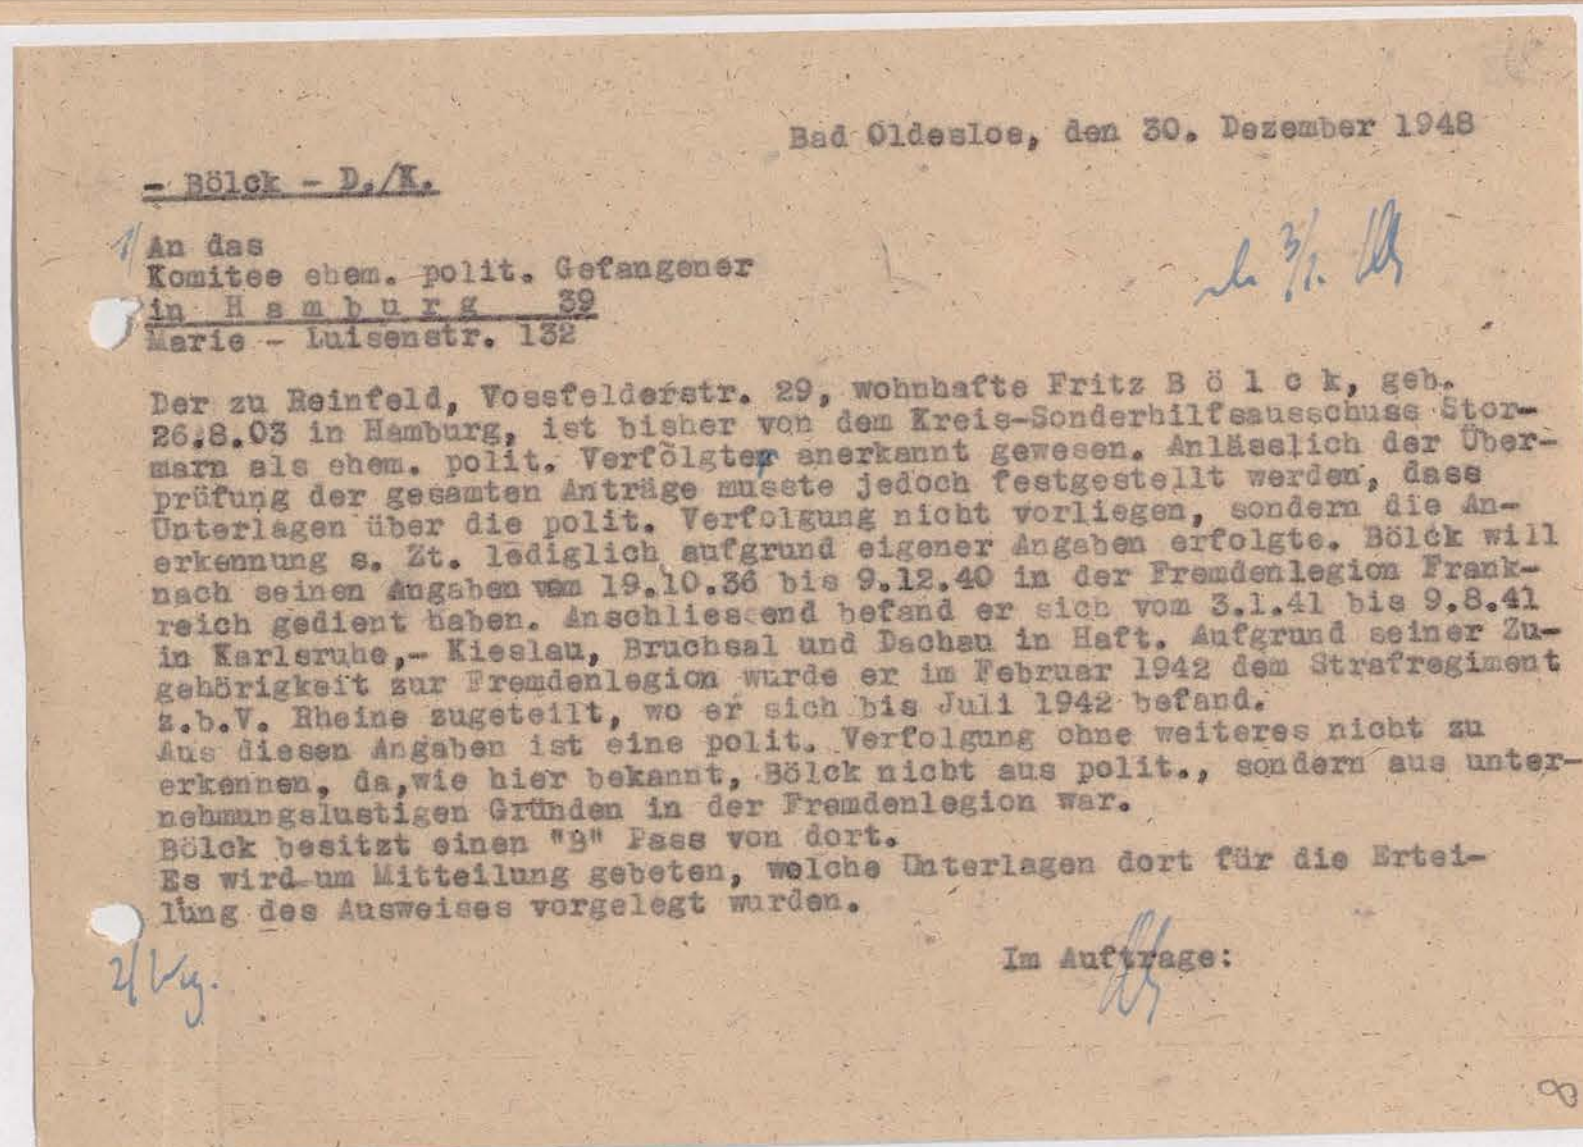 Bad Oldesloe, den 30. Dezember 1948
- Bölck - D./K.
1/ An das
Komitee ehem. polit. Gefangener
in Hamburg 39
Marie - Luisenstr. 132
3/1.
Der zu Reinfeld, Vossfelderstr. 29, wohnhafte Fritz B ö l c k, geb.
26.8.03 in Hamburg, ist bisher von dem Kreis-Sonderhilfsausschuss Stor-
marn als ehem. polit. Verfolgter anerkannt gewesen. Anlässlich der Über-
prüfung der gesamten Anträge musste jedoch festgestellt werden, dass
Unterlagen über die polit. Verfolgung nicht vorliegen, sondern die An-
erkennung s. Zt. lediglich aufgrund eigener Angaben erfolgte. Bölck will
nach seinen Angaben vom 19.10.36 bis 9.12.40 in der Fremdenlegion Frank-
reich gedient haben. Anschliessend befand er sich vom 3.1.41 bis 9.8.41
in Karlsruhe,- Kieslau, Bruchsal und Dachau in Haft. Aufgrund seiner Zu-
gehörigkeit zur Fremdenlegion wurde er im Februar 1942 dem Strafregiment
z.b.V. Rheine zugeteilt, wo er sich bis Juli 1942 befand.
Aus diesen Angaben ist eine polit. Verfolgung ohne weiteres nicht zu
erkennen, da,wie hier bekannt, Bölck nicht aus polit., sondern aus unter-
nehmungslustigen Gründen in der Fremdenlegion war.
Bölck besitzt einen "B" Pass von dort.
Es wird um Mitteilung gebeten, welche Unterlagen dort für die Ertei-
lung des Ausweises vorgelegt wurden.
Im Auftrage:
2/ Wvg.
8